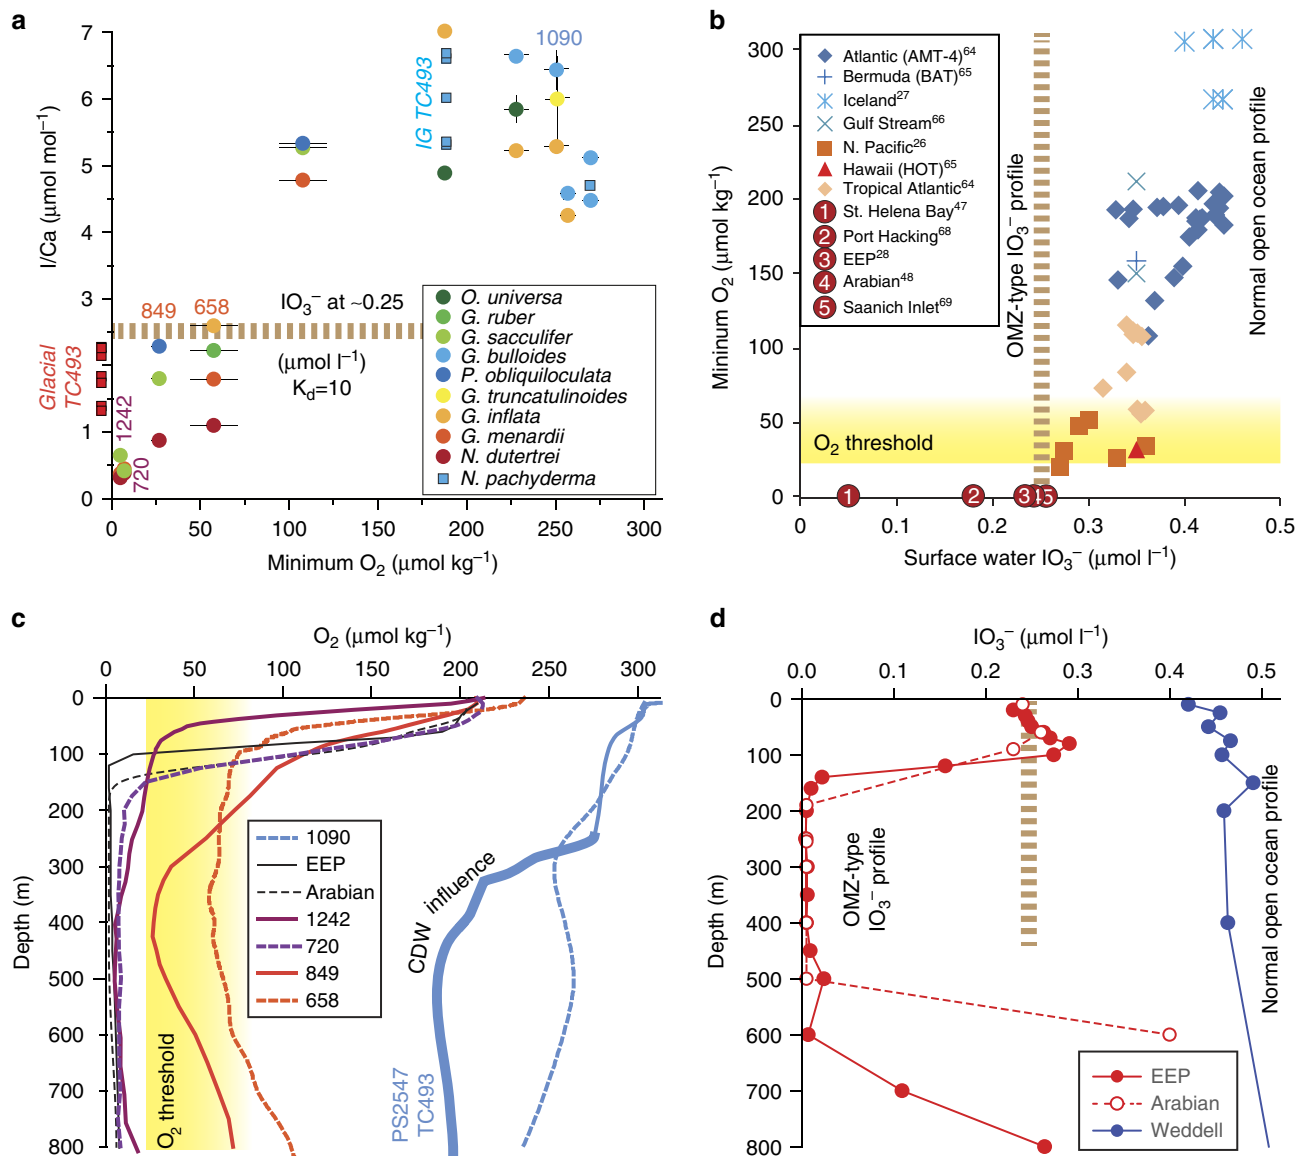 a
I/Ca (μmol mol⁻¹)
7
6
5
4
3
1
0
0
50
100
150
200
250
300
Minimum O₂ (μmol kg⁻¹)
1090
IG TC493
849
658
IO₃⁻ at ~0.25
(μmol l⁻¹)
K_d=10
Glacial
TC493
1242
720
O. universa
G. ruber
G. sacculifer
G. bulloides
P. obliquiloculata
G. truncatulinoides
G. inflata
G. menardii
N. dutertrei
N. pachyderma
b
Mininum O₂ (μmol kg⁻¹)
300
250
200
150
100
50
0
0
0.1
0.2
0.3
0.4
0.5
Surface water IO₃⁻ (μmol l⁻¹)
Atlantic (AMT-4)⁶⁴
Bermuda (BAT)⁶⁵
Iceland²⁷
Gulf Stream⁶⁶
N. Pacific²⁶
Hawaii (HOT)⁶⁵
Tropical Atlantic⁶⁴
1 St. Helena Bay⁴⁷
2 Port Hacking⁶⁸
3 EEP²⁸
4 Arabian⁴⁸
5 Saanich Inlet⁶⁹
OMZ-type IO₃⁻ profile
Normal open ocean profile
O₂ threshold
1
2
3
4
5
c
O₂ (μmol kg⁻¹)
0
50
100
150
200
250
300
Depth (m)
0
100
200
300
400
500
600
700
800
1090
EEP
Arabian
1242
720
849
658
CDW influence
O₂ threshold
PS2547
TC493
d
IO₃⁻ (μmol l⁻¹)
0.0
0.1
0.2
0.3
0.4
0.5
Depth (m)
0
100
200
300
400
500
600
700
800
OMZ-type
IO₃⁻ profile
Normal open ocean profile
EEP
Arabian
Weddell